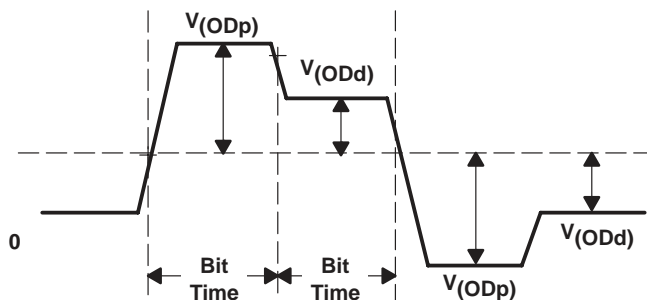 V(ODp)
V(ODd)
0
V(ODd)
V(ODp)
Bit
Time
Bit
Time